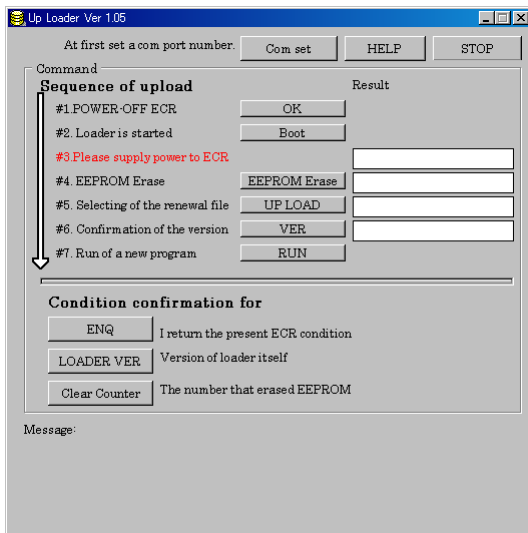 Up Loader Ver 1.05
At first set a com port number. Com set HELP STOP
Command
Sequence of upload Result
#1.POWER-OFF ECR OK
#2. Loader is started Boot
#3.Please supply power to ECR
#4. EEPROM Erase EEPROM Erase
#5. Selecting of the renewal file UP LOAD
#6. Confirmation of the version VER
#7. Run of a new program RUN
Condition confirmation for
ENQ I return the present ECR condition
LOADER VER Version of loader itself
Clear Counter The number that erased EEPROM
Message: